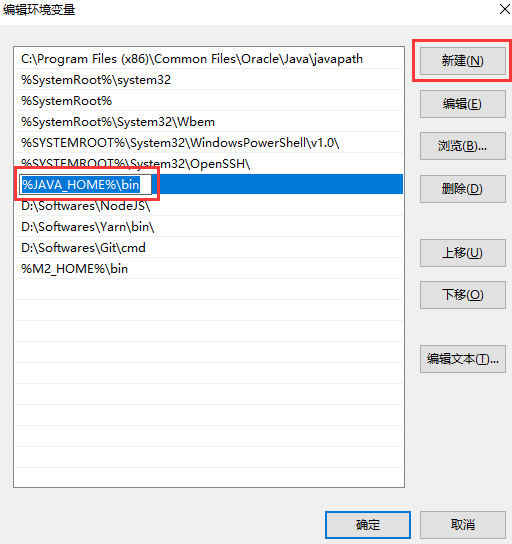 编辑环境变量
C:\Program Files (x86)\Common Files\Oracle\Java\javapath
%SystemRoot%\system32
%SystemRoot%
%SystemRoot%\System32\Wbem
%SYSTEMROOT%\System32\WindowsPowerShell\v1.0\
%SYSTEMROOT%\System32\OpenSSH\
%JAVA_HOME%\bin
D:\Softwares\NodeJS\
D:\Softwares\Yarn\bin\
D:\Softwares\Git\cmd
%M2_HOME%\bin
新建(N)
编辑(E)
浏览(B)...
删除(D)
上移(U)
下移(O)
编辑文本(T)...
确定
取消